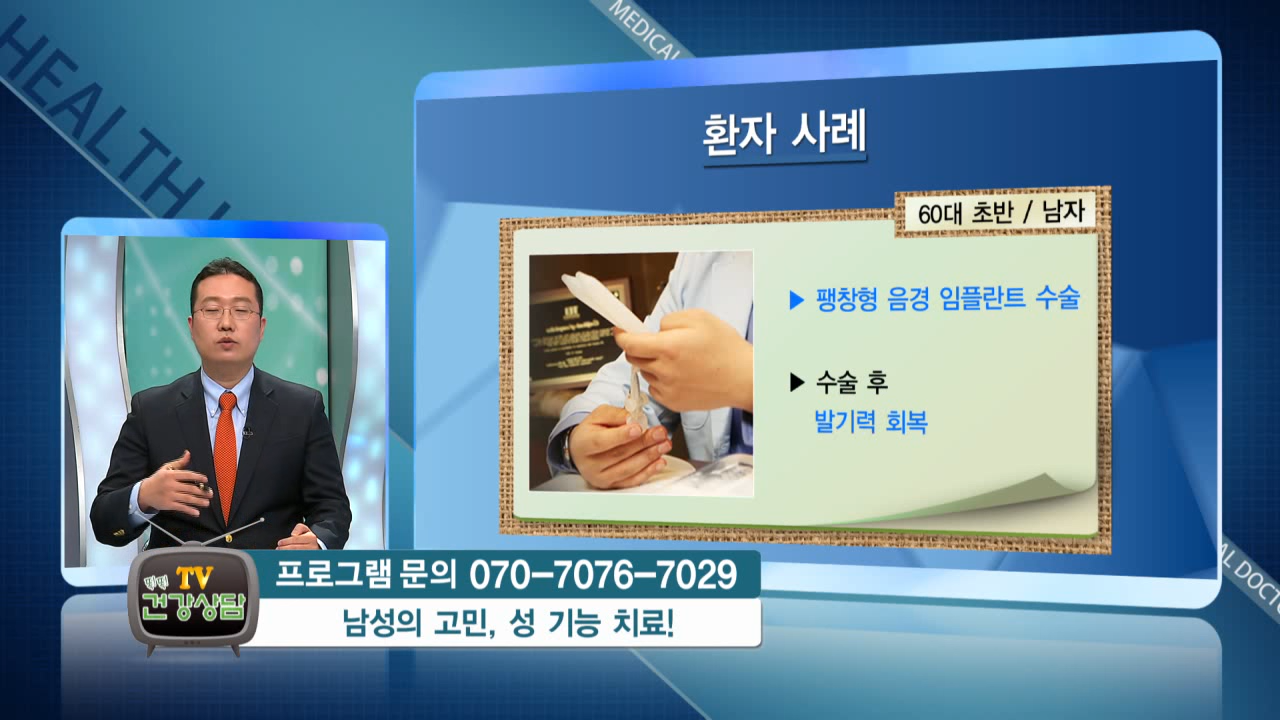 HEALTH
MEDICAL
환자 사례
60대 초반 / 남자
▶ 팽창형 음경 임플란트 수술
▶ 수술 후
발기력 회복
AL DOCT
프로그램 문의 070-7076-7029
TV
건강상담
남성의 고민, 성 기능 치료!